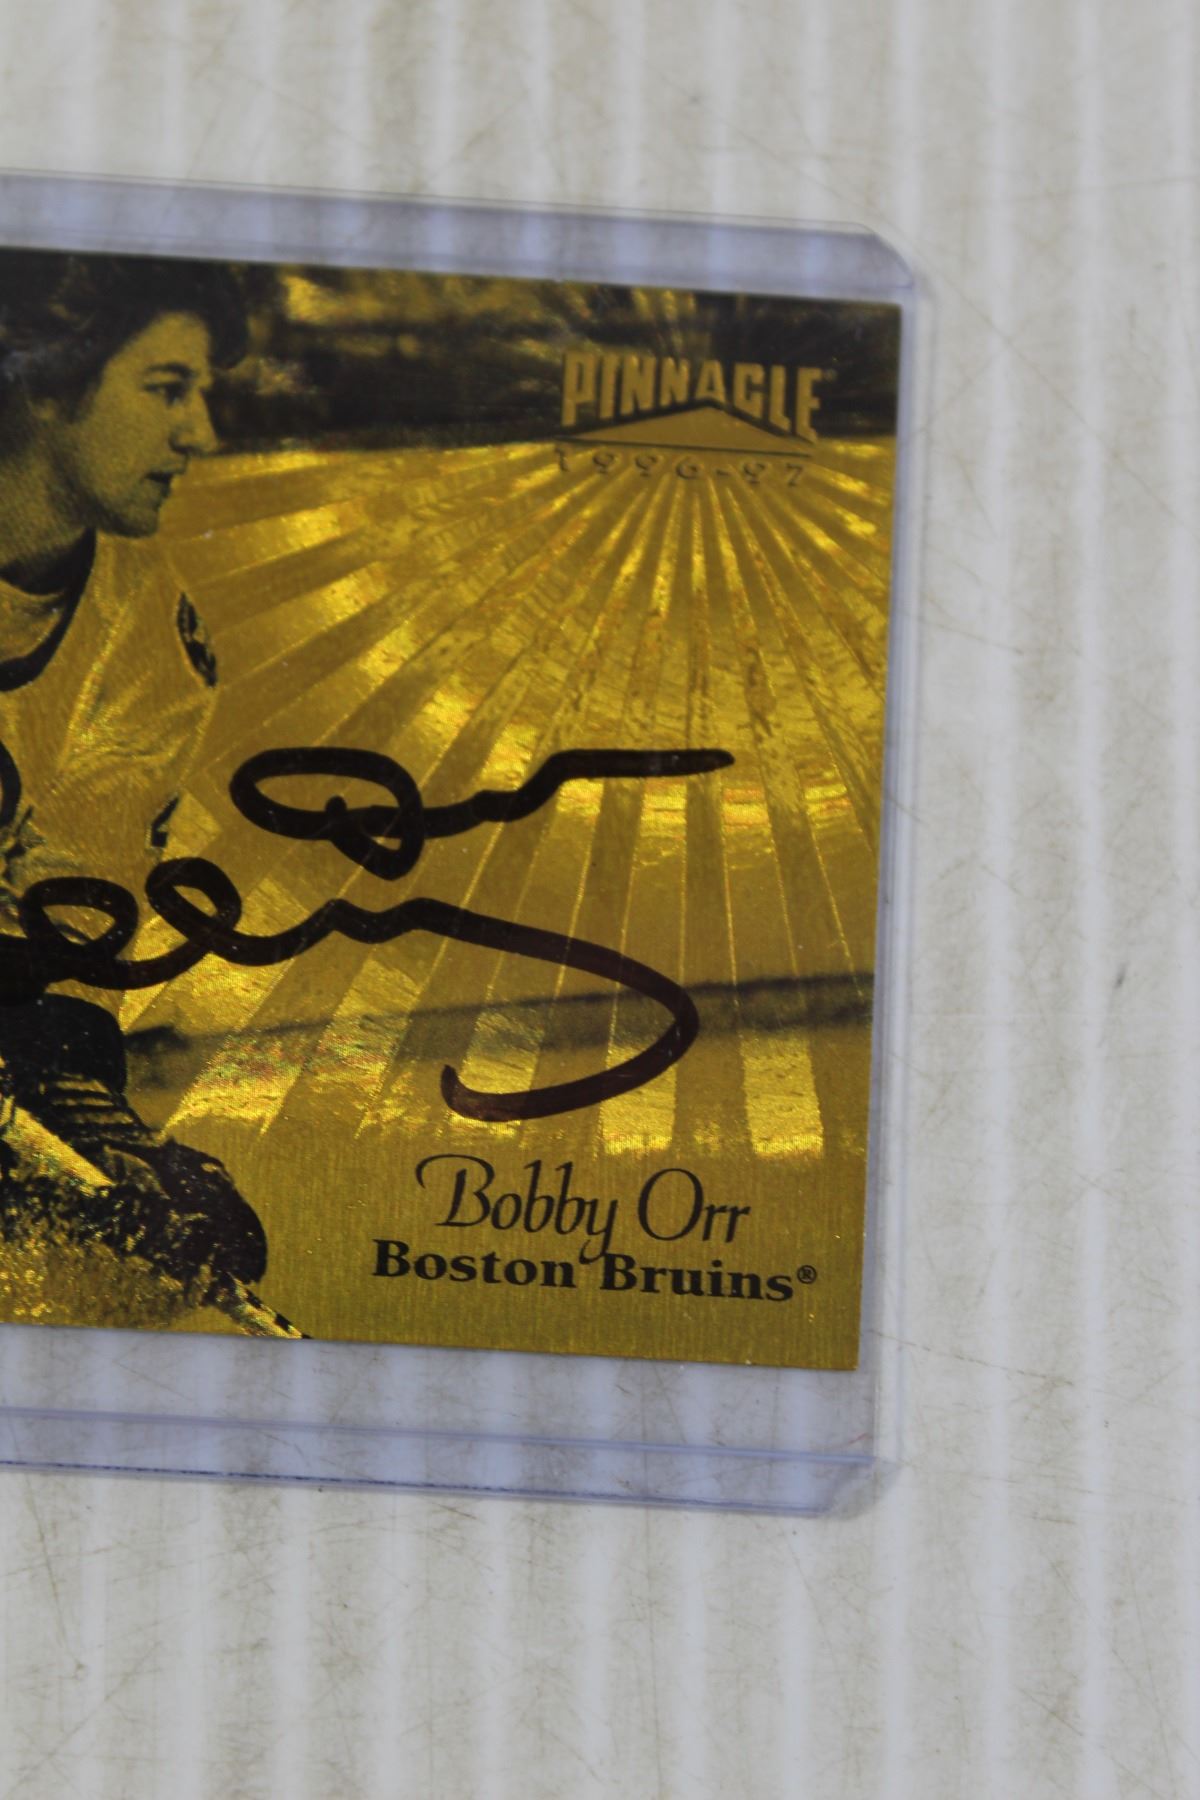 PINNACLE
1996-97
Bobby Orr
Boston Bruins®